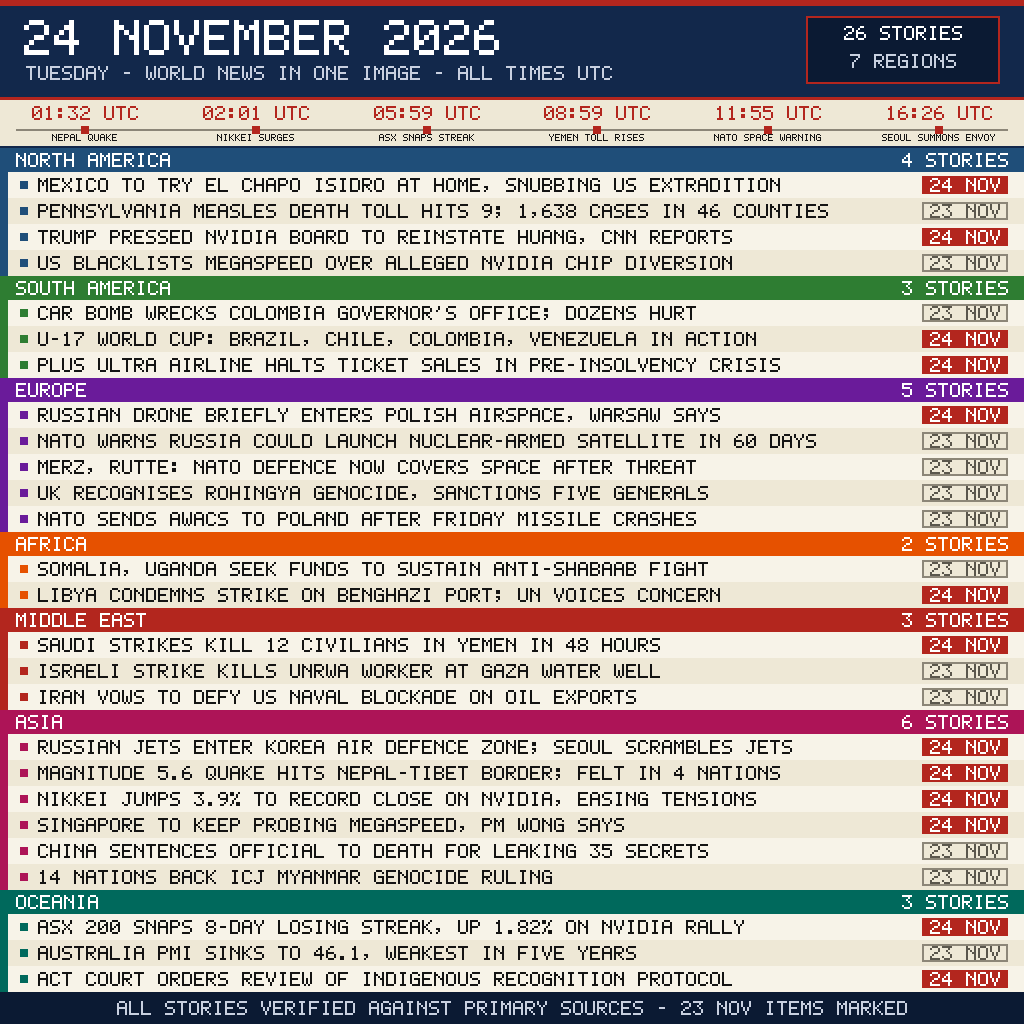 24 NOVEMBER 2026
TUESDAY - WORLD NEWS IN ONE IMAGE - ALL TIMES UTC
26 STORIES
7 REGIONS
01:32 UTC
NEPAL QUAKE
02:01 UTC
NIKKEI SURGES
05:59 UTC
ASX SNAPS STREAK
08:59 UTC
YEMEN TOLL RISES
11:55 UTC
NATO SPACE WARNING
16:26 UTC
SEOUL SUMMONS ENVOY
NORTH AMERICA 4 STORIES
MEXICO TO TRY EL CHAPO ISIDRO AT HOME, SNUBBING US EXTRADITION 24 NOV
PENNSYLVANIA MEASLES DEATH TOLL HITS 9; 1,638 CASES IN 46 COUNTIES 23 NOV
TRUMP PRESSED NVIDIA BOARD TO REINSTATE HUANG, CNN REPORTS 24 NOV
US BLACKLISTS MEGASPEED OVER ALLEGED NVIDIA CHIP DIVERSION 23 NOV
SOUTH AMERICA 3 STORIES
CAR BOMB WRECKS COLOMBIA GOVERNOR'S OFFICE; DOZENS HURT 23 NOV
U-17 WORLD CUP: BRAZIL, CHILE, COLOMBIA, VENEZUELA IN ACTION 24 NOV
PLUS ULTRA AIRLINE HALTS TICKET SALES IN PRE-INSOLVENCY CRISIS 24 NOV
EUROPE 5 STORIES
RUSSIAN DRONE BRIEFLY ENTERS POLISH AIRSPACE, WARSAW SAYS 24 NOV
NATO WARNS RUSSIA COULD LAUNCH NUCLEAR-ARMED SATELLITE IN 60 DAYS 23 NOV
MERZ, RUTTE: NATO DEFENCE NOW COVERS SPACE AFTER THREAT 23 NOV
UK RECOGNISES ROHINGYA GENOCIDE, SANCTIONS FIVE GENERALS 23 NOV
NATO SENDS AWACS TO POLAND AFTER FRIDAY MISSILE CRASHES 23 NOV
AFRICA 2 STORIES
SOMALIA, UGANDA SEEK FUNDS TO SUSTAIN ANTI-SHABAAB FIGHT 23 NOV
LIBYA CONDEMNS STRIKE ON BENGHAZI PORT; UN VOICES CONCERN 24 NOV
MIDDLE EAST 3 STORIES
SAUDI STRIKES KILL 12 CIVILIANS IN YEMEN IN 48 HOURS 24 NOV
ISRAELI STRIKE KILLS UNRWA WORKER AT GAZA WATER WELL 23 NOV
IRAN VOWS TO DEFY US NAVAL BLOCKADE ON OIL EXPORTS 23 NOV
ASIA 6 STORIES
RUSSIAN JETS ENTER KOREA AIR DEFENCE ZONE; SEOUL SCRAMBLES JETS 24 NOV
MAGNITUDE 5.6 QUAKE HITS NEPAL-TIBET BORDER; FELT IN 4 NATIONS 24 NOV
NIKKEI JUMPS 3.9% TO RECORD CLOSE ON NVIDIA, EASING TENSIONS 24 NOV
SINGAPORE TO KEEP PROBING MEGASPEED, PM WONG SAYS 24 NOV
CHINA SENTENCES OFFICIAL TO DEATH FOR LEAKING 35 SECRETS 23 NOV
14 NATIONS BACK ICJ MYANMAR GENOCIDE RULING 23 NOV
OCEANIA 3 STORIES
ASX 200 SNAPS 8-DAY LOSING STREAK, UP 1.82% ON NVIDIA RALLY 24 NOV
AUSTRALIA PMI SINKS TO 46.1, WEAKEST IN FIVE YEARS 23 NOV
ACT COURT ORDERS REVIEW OF INDIGENOUS RECOGNITION PROTOCOL 24 NOV
ALL STORIES VERIFIED AGAINST PRIMARY SOURCES - 23 NOV ITEMS MARKED